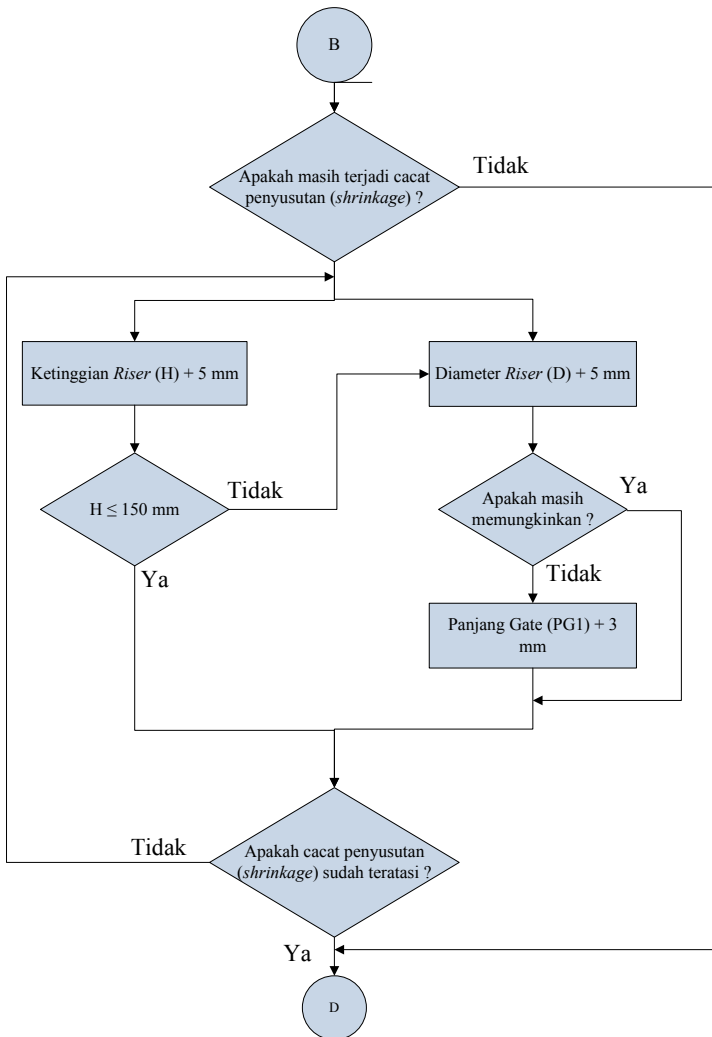 B
Apakah masih terjadi cacat
penyusutan (shrinkage) ?
Tidak
Ketinggian Riser (H) + 5 mm
Diameter Riser (D) + 5 mm
H ≤ 150 mm
Tidak
Ya
Apakah masih
memungkinkan ?
Ya
Tidak
Panjang Gate (PG1) + 3
mm
Apakah cacat penyusutan
(shrinkage) sudah teratasi ?
Tidak
Ya
D